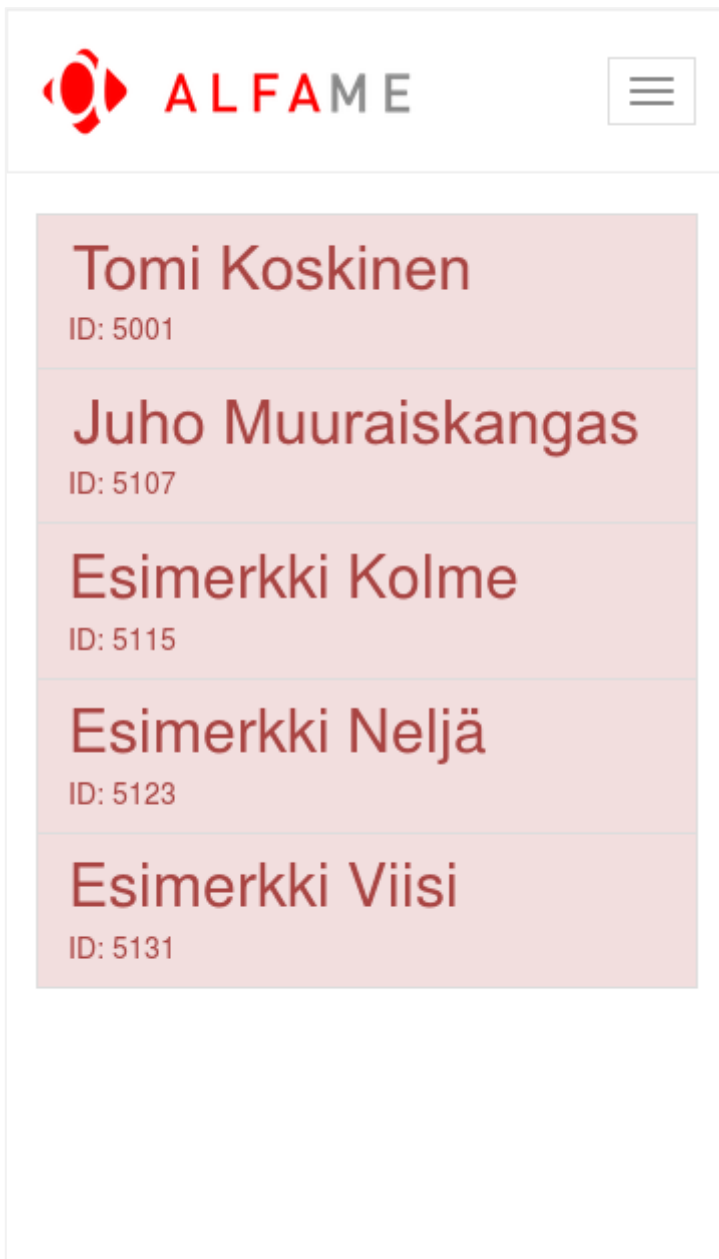 ALFAME
Tomi Koskinen
ID: 5001
Juho Muuraiskangas
ID: 5107
Esimerkki Kolme
ID: 5115
Esimerkki Neljä
ID: 5123
Esimerkki Viisi
ID: 5131